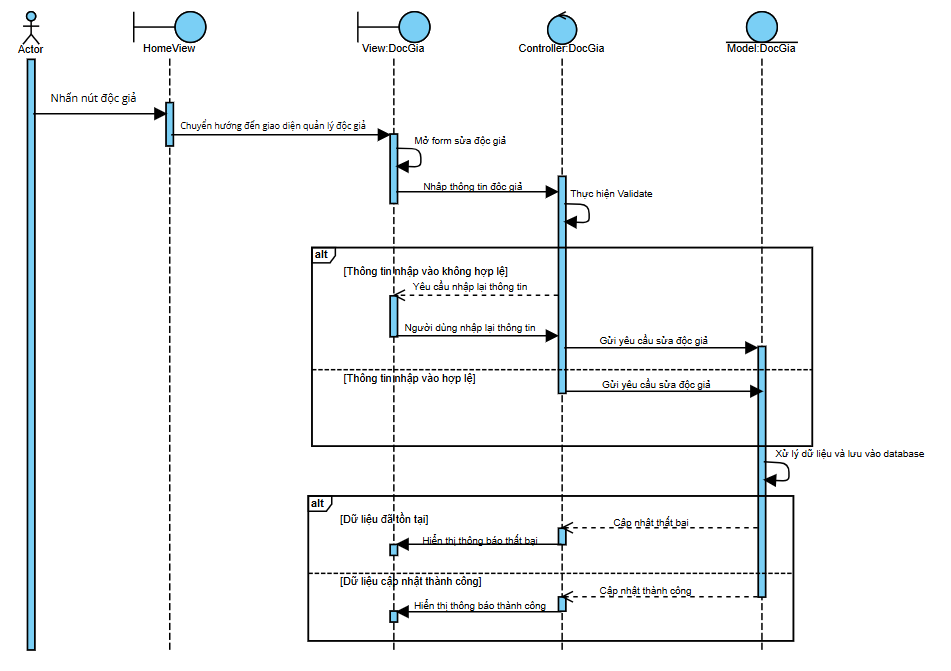 Actor
HomeView
View:DocGia
Controller:DocGia
Model:DocGia
Nhấn nút độc giả
Chuyển hướng đến giao diện quản lý độc giả
Mở form sửa độc giả
Nhập thông tin độc giả
Thực hiện Validate
alt
[Thông tin nhập vào không hợp lệ]
Yêu cầu nhập lại thông tin
Người dùng nhập lại thông tin
Gửi yêu cầu sửa độc giả
[Thông tin nhập vào hợp lệ]
Gửi yêu cầu sửa độc giả
Xử lý dữ liệu và lưu vào database
alt
[Dữ liệu đã tồn tại]
Cập nhật thất bại
Hiển thị thông báo thất bại
[Dữ liệu cập nhật thành công]
Cập nhật thành công
Hiển thị thông báo thành công